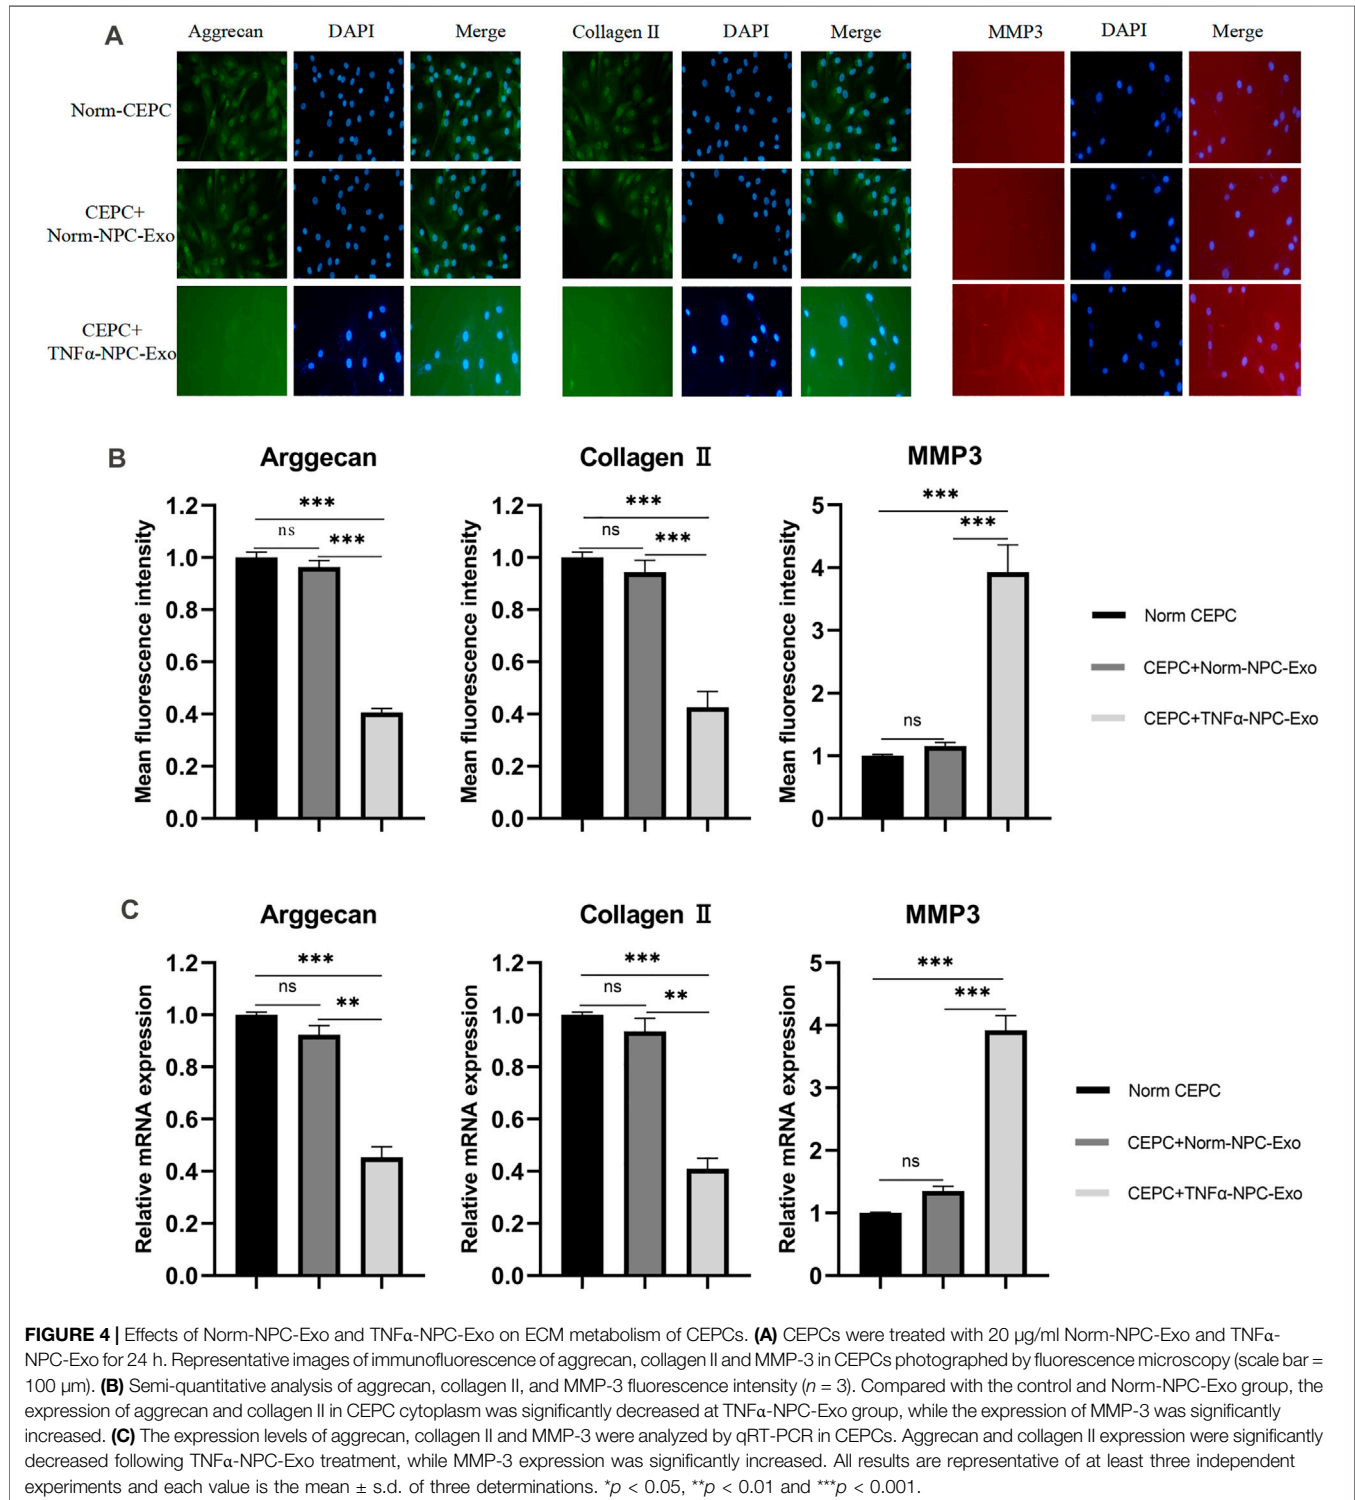 A
Aggrecan DAPI Merge Collagen II DAPI Merge MMP3 DAPI Merge
Norm-CEPC
CEPC+
Norm-NPC-Exo
CEPC+
TNFα-NPC-Exo
B
Arggecan Collagen Ⅱ MMP3
Mean fluorescence intensity
1.2
1.0
0.8
0.6
0.4
0.2
0.0
***
ns
***
Mean fluorescence intensity
1.2
1.0
0.8
0.6
0.4
0.2
0.0
***
ns
***
Mean fluorescence intensity
5
4
3
2
1
0
***
***
ns
Norm CEPC
CEPC+Norm-NPC-Exo
CEPC+TNFα-NPC-Exo
C
Arggecan Collagen Ⅱ MMP3
Relative mRNA expression
1.2
1.0
0.8
0.6
0.4
0.2
0.0
***
ns
**
Relative mRNA expression
1.2
1.0
0.8
0.6
0.4
0.2
0.0
***
ns
**
Relative mRNA expression
5
4
3
2
1
0
***
***
ns
Norm CEPC
CEPC+Norm-NPC-Exo
CEPC+TNFα-NPC-Exo
FIGURE 4 | Effects of Norm-NPC-Exo and TNFα-NPC-Exo on ECM metabolism of CEPCs. (A) CEPCs were treated with 20 μg/ml Norm-NPC-Exo and TNFα-
NPC-Exo for 24 h. Representative images of immunofluorescence of aggrecan, collagen II and MMP-3 in CEPCs photographed by fluorescence microscopy (scale bar =
100 μm). (B) Semi-quantitative analysis of aggrecan, collagen II, and MMP-3 fluorescence intensity (n = 3). Compared with the control and Norm-NPC-Exo group, the
expression of aggrecan and collagen II in CEPC cytoplasm was significantly decreased at TNFα-NPC-Exo group, while the expression of MMP-3 was significantly
increased. (C) The expression levels of aggrecan, collagen II and MMP-3 were analyzed by qRT-PCR in CEPCs. Aggrecan and collagen II expression were significantly
decreased following TNFα-NPC-Exo treatment, while MMP-3 expression was significantly increased. All results are representative of at least three independent
experiments and each value is the mean ± s.d. of three determinations. *p < 0.05, **p < 0.01 and ***p < 0.001.